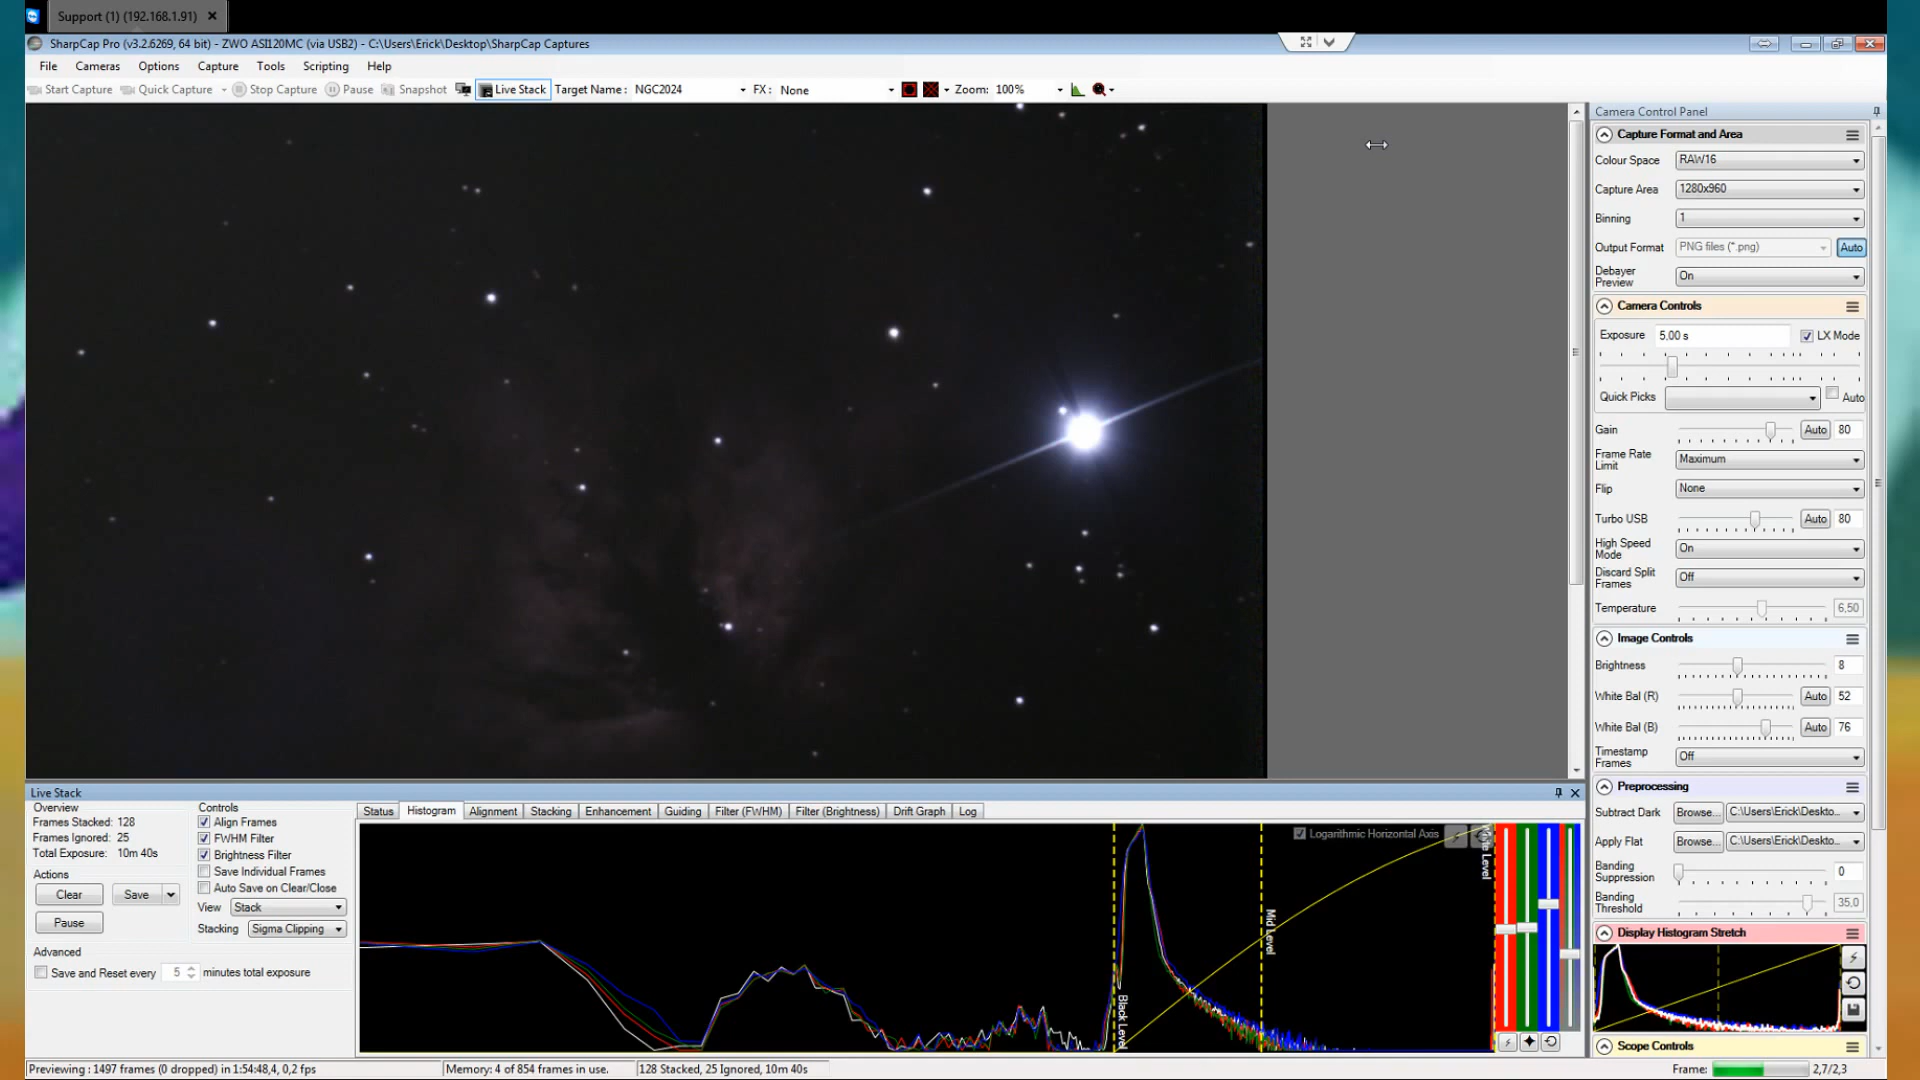 Support (1) (192.168.1.91) ×
SharpCap Pro (v3.2.6269, 64 bit) - ZWO ASI120MC (via USB2) - C:\Users\Erick\Desktop\SharpCap Captures
File Cameras Options Capture Tools Scripting Help
Start Capture Quick Capture Stop Capture Pause Snapshot Live Stack Target Name : NGC2024 FX : None Zoom: 100%
Camera Control Panel
Capture Format and Area
Colour Space RAW16
Capture Area 1280x960
Binning 1
Output Format PNG files (*.png) Auto
Debayer Preview On
Camera Controls
Exposure 5,00 s LX Mode
Quick Picks Auto
Gain Auto 80
Frame Rate Limit Maximum
Flip None
Turbo USB Auto 80
High Speed Mode On
Discard Split Frames Off
Temperature 6,50
Image Controls
Brightness 8
White Bal (R) Auto 52
White Bal (B) Auto 76
Timestamp Frames Off
Preprocessing
Subtract Dark Browse... C:\Users\Erick\Deskto...
Apply Flat Browse... C:\Users\Erick\Deskto...
Banding Suppression 0
Banding Threshold 35,0
Display Histogram Stretch
Scope Controls
Live Stack
Overview
Frames Stacked: 128
Frames Ignored: 25
Total Exposure: 10m 40s
Actions
Clear Save
Pause
Controls
Align Frames
FWHM Filter
Brightness Filter
Save Individual Frames
Auto Save on Clear/Close
View Stack
Stacking Sigma Clipping
Advanced
Save and Reset every 5 minutes total exposure
Status Histogram Alignment Stacking Enhancement Guiding Filter (FWHM) Filter (Brightness) Drift Graph Log
Logarithmic Horizontal Axis
Black Level
Mid Level
Level
Previewing : 1497 frames (0 dropped) in 1:54:48,4, 0,2 fps Memory: 4 of 854 frames in use. 128 Stacked, 25 Ignored, 10m 40s Frame: 2,7/2,3